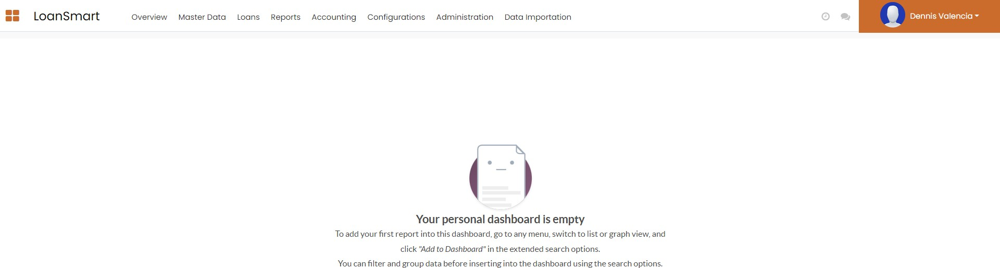 LoanSmart Overview Master Data Loans Reports Accounting Configurations Administration Data Importation Dennis Valencia
Your personal dashboard is empty
To add your first report into this dashboard, go to any menu, switch to list or graph view, and
click "Add to Dashboard" in the extended search options.
You can filter and group data before inserting into the dashboard using the search options.